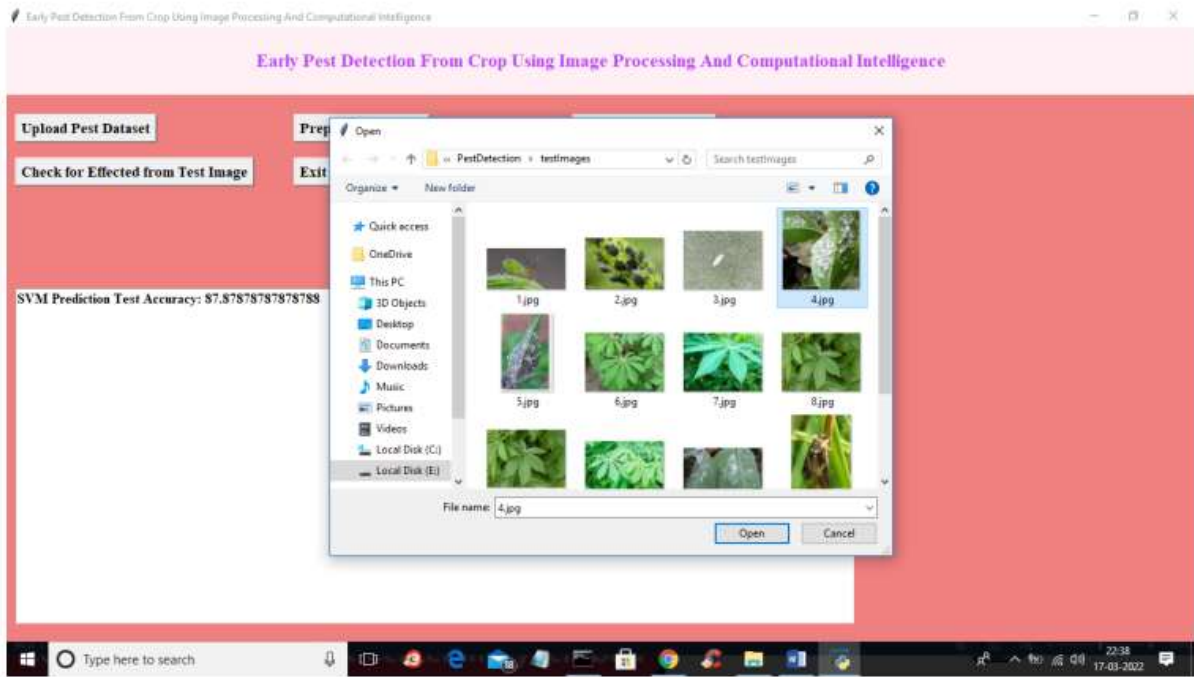 Early Pest Detection From Crop Using Image Processing And Computational Intelligence
Early Pest Detection From Crop Using Image Processing And Computational Intelligence
Upload Pest Dataset
Prep
Check for Effected from Test Image
Exit
SVM Prediction Test Accuracy: 87.87878787878788
Open
« PestDetection › testImages
Search testImages
Organize
New folder
Quick access
OneDrive
This PC
3D Objects
Desktop
Documents
Downloads
Music
Pictures
Videos
Local Disk (C:)
Local Disk (E:)
1.jpg
2.jpg
3.jpg
4.jpg
5.jpg
6.jpg
7.jpg
8.jpg
File name: 4.jpg
Open
Cancel
Type here to search
22:38
17-03-2022